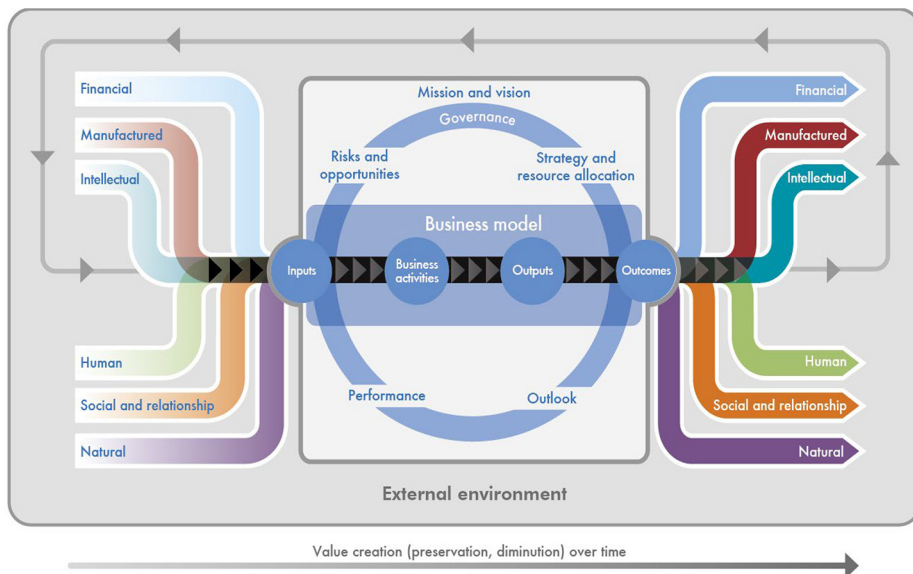 Financial
Manufactured
Intellectual
Human
Social and relationship
Natural
Mission and vision
Governance
Risks and
opportunities
Strategy and
resource allocation
Business model
Inputs
Business
activities
Outputs
Outcomes
Performance
Outlook
Financial
Manufactured
Intellectual
Human
Social and relationship
Natural
External environment
Value creation (preservation, diminution) over time